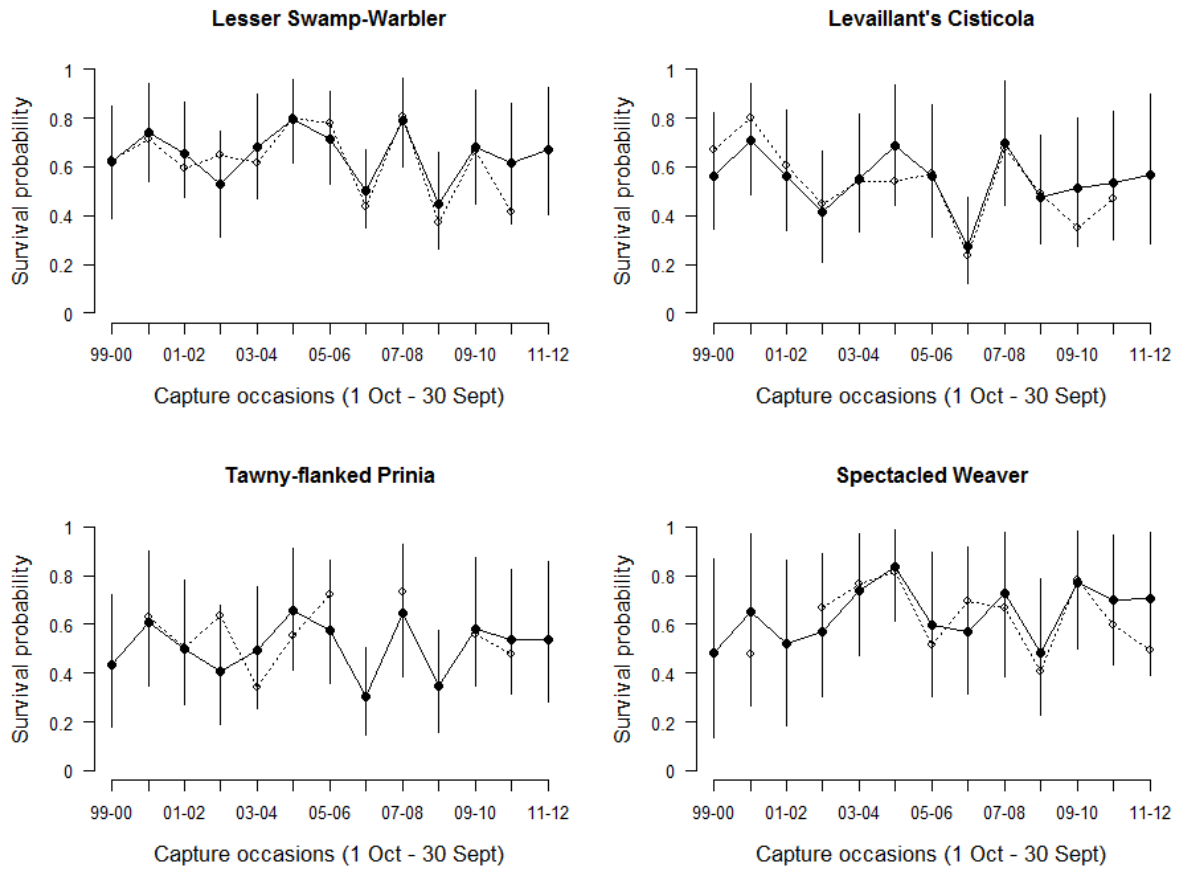 Lesser Swamp-Warbler
Survival probability
1
0.8
0.6
0.4
0.2
0
99-00 01-02 03-04 05-06 07-08 09-10 11-12
Capture occasions (1 Oct - 30 Sept)
Levaillant's Cisticola
Survival probability
1
0.8
0.6
0.4
0.2
0
99-00 01-02 03-04 05-06 07-08 09-10 11-12
Capture occasions (1 Oct - 30 Sept)
Tawny-flanked Prinia
Survival probability
1
0.8
0.6
0.4
0.2
0
99-00 01-02 03-04 05-06 07-08 09-10 11-12
Capture occasions (1 Oct - 30 Sept)
Spectacled Weaver
Survival probability
1
0.8
0.6
0.4
0.2
0
99-00 01-02 03-04 05-06 07-08 09-10 11-12
Capture occasions (1 Oct - 30 Sept)